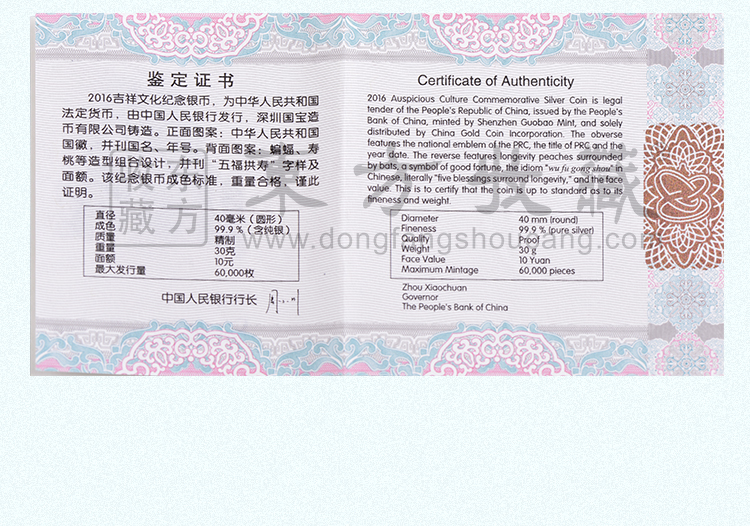 鉴定证书
2016吉祥文化纪念银币，为中华人民共和国
法定货币，由中国人民银行发行，深圳国宝造
币有限公司铸造。正面图案：中华人民共和国
国徽，并刊国名、年号。背面图案：蝙蝠、寿
桃等造型组合设计，并刊“五福拱寿”字样及
面额。该纪念银币成色标准，重量合格，谨此
证明。
直径 40毫米（圆形）
成色 99.9％（含纯银）
质量 精制
重量 30克
面额 10元
最大发行量 60,000枚
中国人民银行行长
Certificate of Authenticity
2016 Auspicious Culture Commemorative Silver Coin is legal
tender of the People's Republic of China, issued by the People's
Bank of China, minted by Shenzhen Guobao Mint, and solely
distributed by China Gold Coin Incorporation. The obverse
features the national emblem of the PRC, the title of PRC and the
year date. The reverse features longevity peaches surrounded
by bats, a symbol of good fortune, the idiom "wu fu gong shou" in
Chinese, literally "five blessings surround longevity," and the face
value. This is to certify that the coin is up to standard as to its
fineness and weight.
Diameter 40 mm (round)
Fineness 99.9 % (pure silver)
Quality Proof
Weight 30 g
Face Value 10 Yuan
Maximum Mintage 60,000 pieces
Zhou Xiaochuan
Governor
The People's Bank of China
東方收藏
www.dongfangshoucang.com